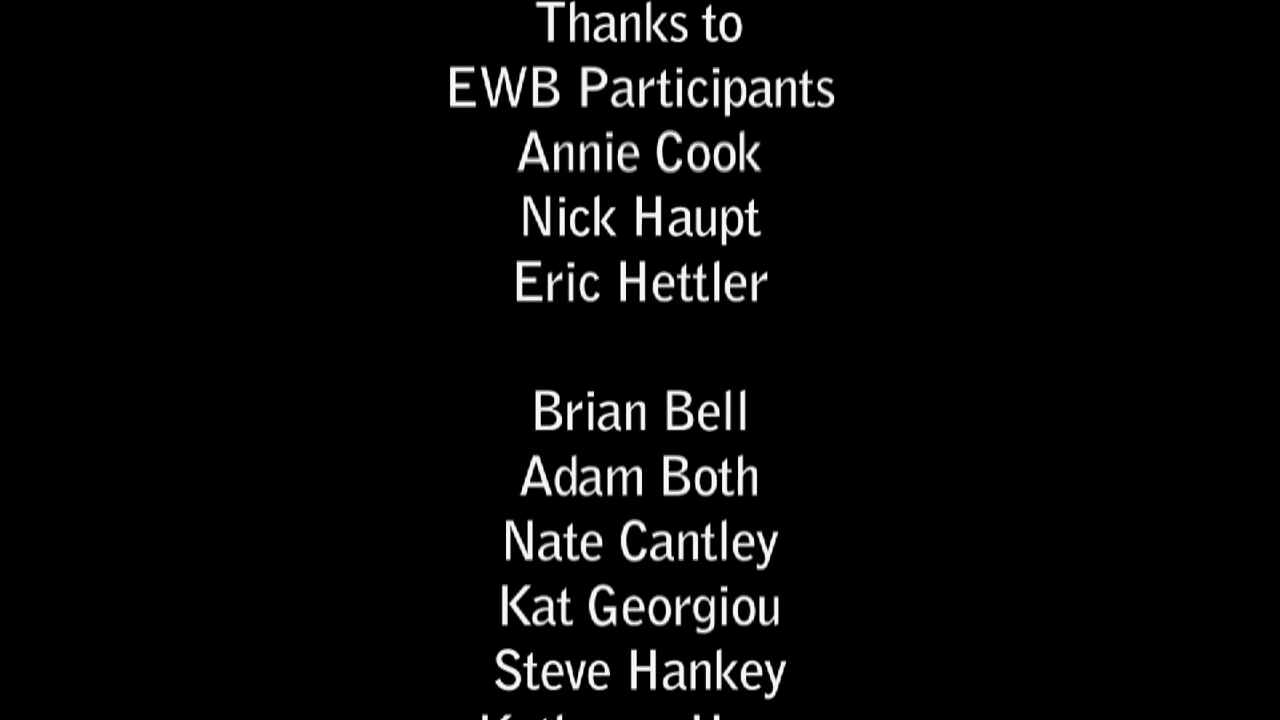 Thanks to
EWB Participants
Annie Cook
Nick Haupt
Eric Hettler
Brian Bell
Adam Both
Nate Cantley
Kat Georgiou
Steve Hankey